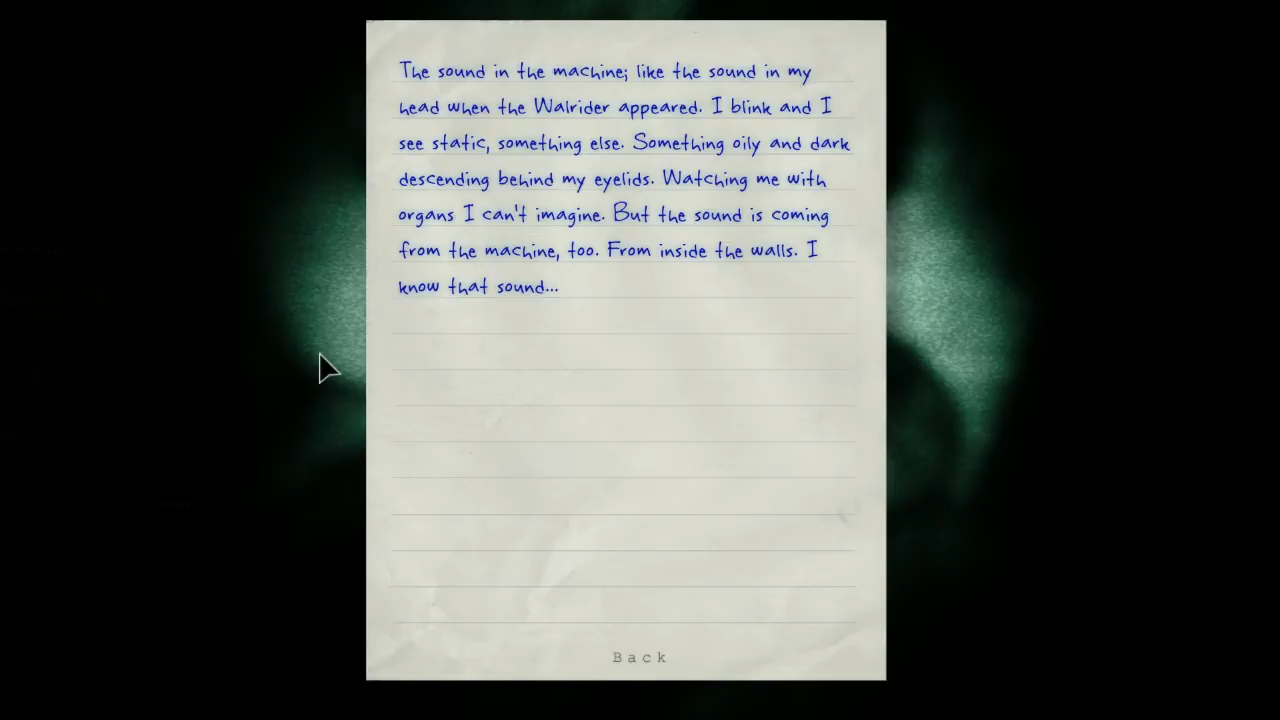 The sound in the machine; like the sound in my
head when the Walrider appeared. I blink and I
see static, something else. Something oily and dark
descending behind my eyelids. Watching me with
organs I can't imagine. But the sound is coming
from the machine, too. From inside the walls. I
know that sound...
Back